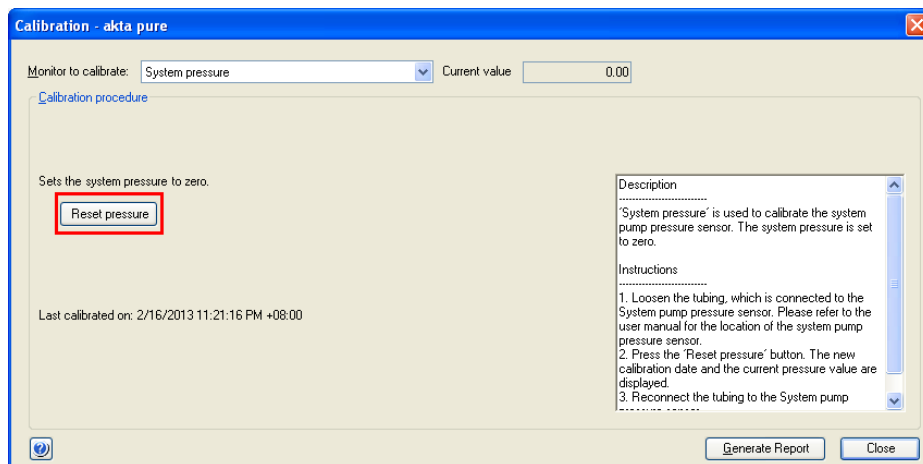 Calibration - akta pure
Monitor to calibrate: System pressure Current value 0.00
Calibration procedure
Sets the system pressure to zero.
Reset pressure
Last calibrated on: 2/16/2013 11:21:16 PM +08:00
Description
---------------------------
´System pressure´ is used to calibrate the system
pump pressure sensor. The system pressure is set
to zero.
Instructions
---------------------------
1. Loosen the tubing, which is connected to the
System pump pressure sensor. Please refer to the
user manual for the location of the system pump
pressure sensor.
2. Press the ´Reset pressure´ button. The new
calibration date and the current pressure value are
displayed.
3. Reconnect the tubing to the System pump
Generate Report Close